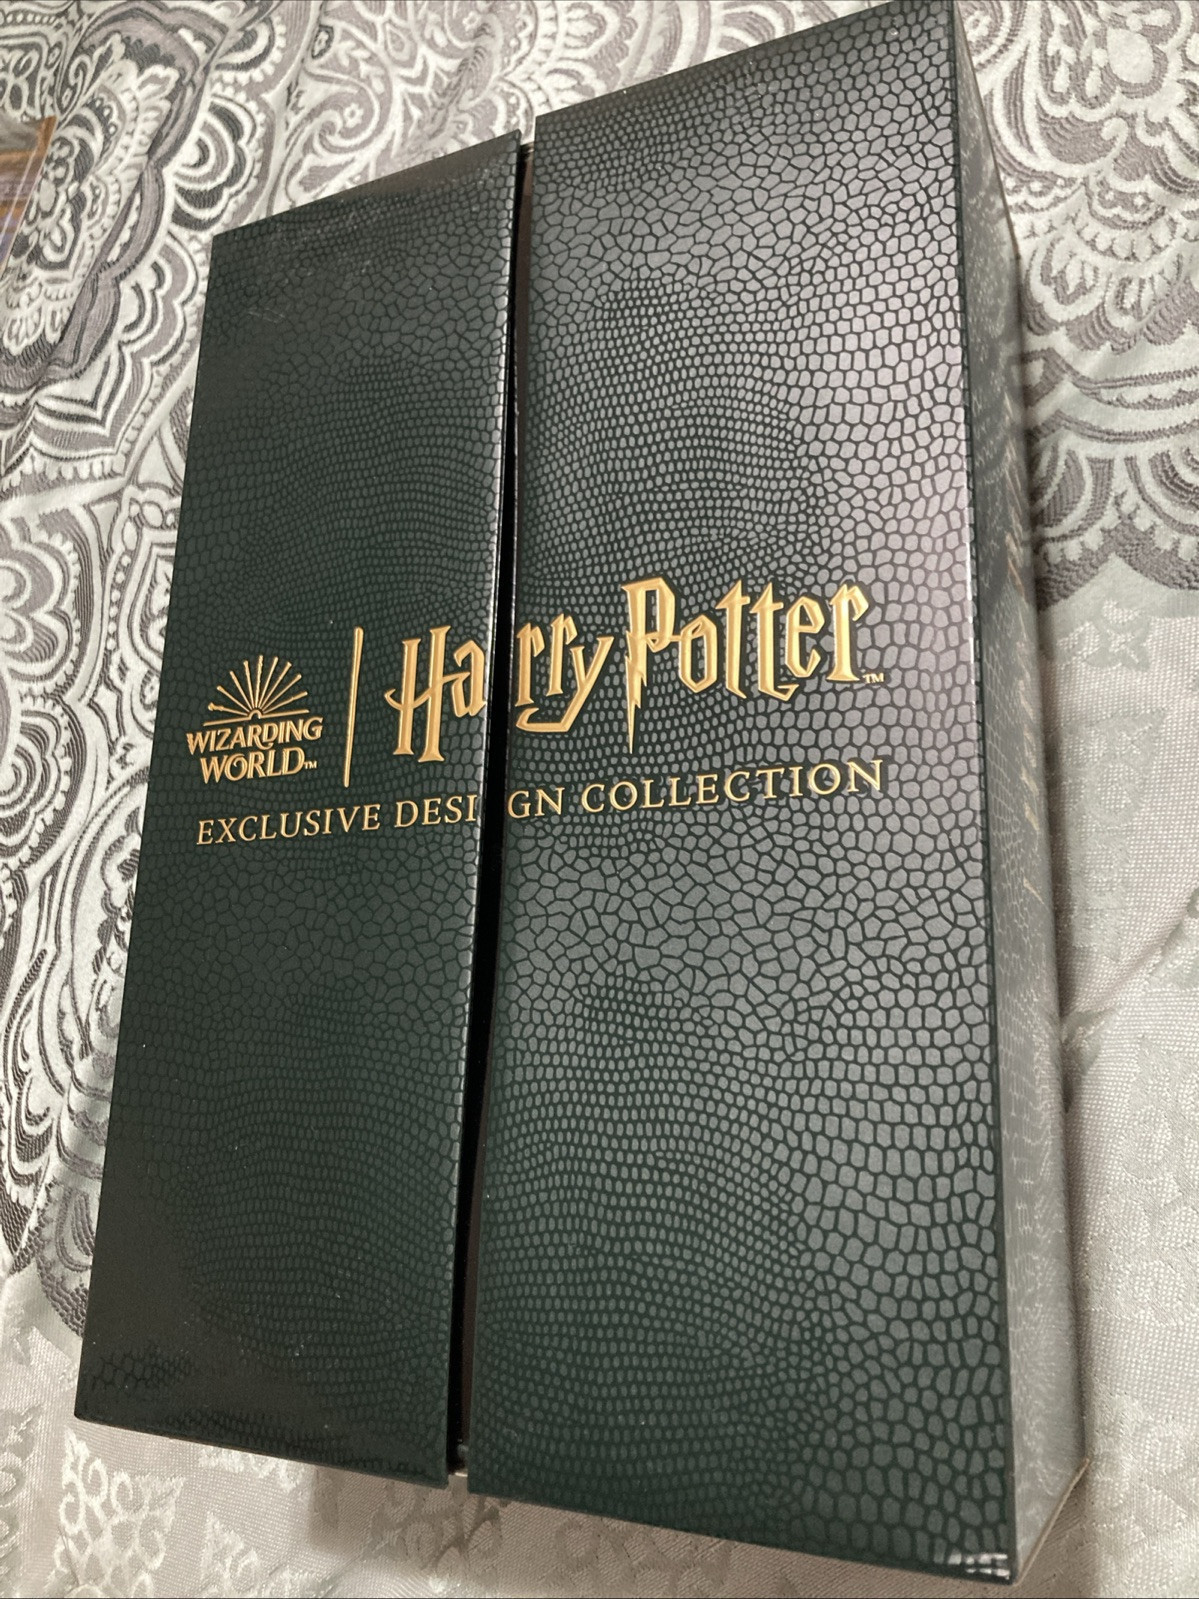 WIZARDING
WORLD™
Harry Potter™
EXCLUSIVE DESIGN COLLECTION